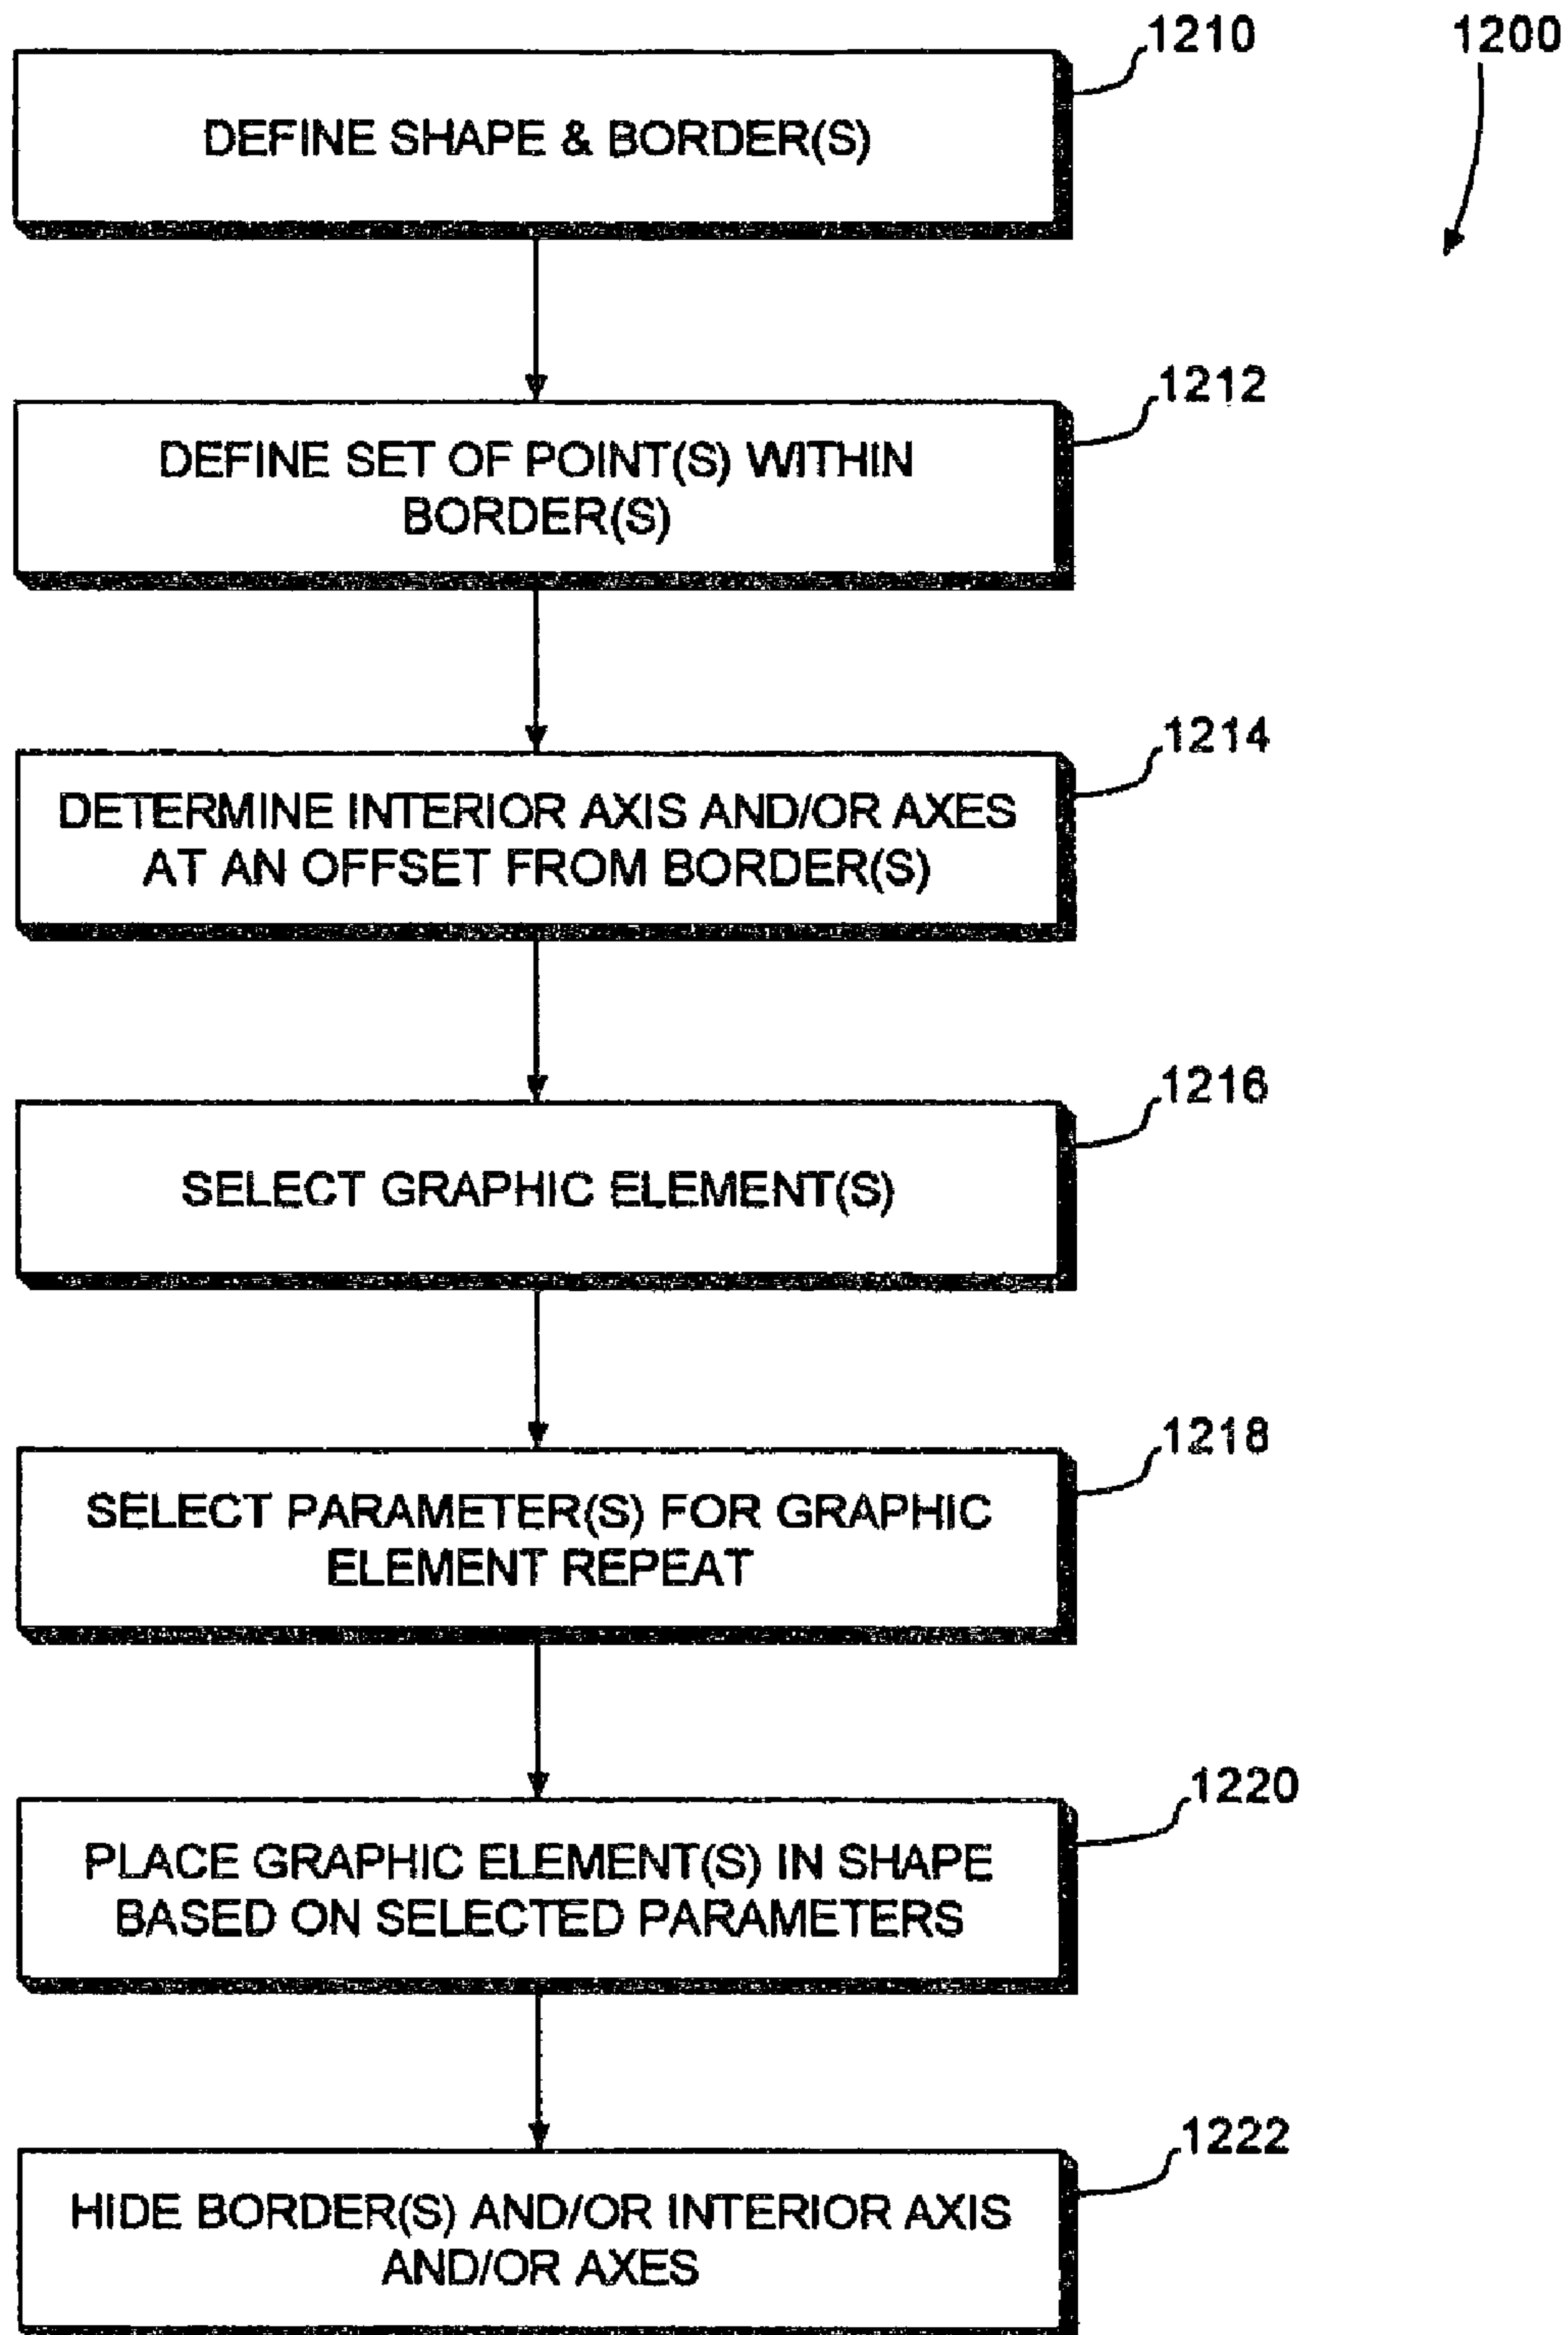 1210
1200
DEFINE SHAPE & BORDER(S)
1212
DEFINE SET OF POINT(S) WITHIN
BORDER(S)
1214
DETERMINE INTERIOR AXIS AND/OR AXES
AT AN OFFSET FROM BORDER(S)
1216
SELECT GRAPHIC ELEMENT(S)
1218
SELECT PARAMETER(S) FOR GRAPHIC
ELEMENT REPEAT
1220
PLACE GRAPHIC ELEMENT(S) IN SHAPE
BASED ON SELECTED PARAMETERS
1222
HIDE BORDER(S) AND/OR INTERIOR AXIS
AND/OR AXES